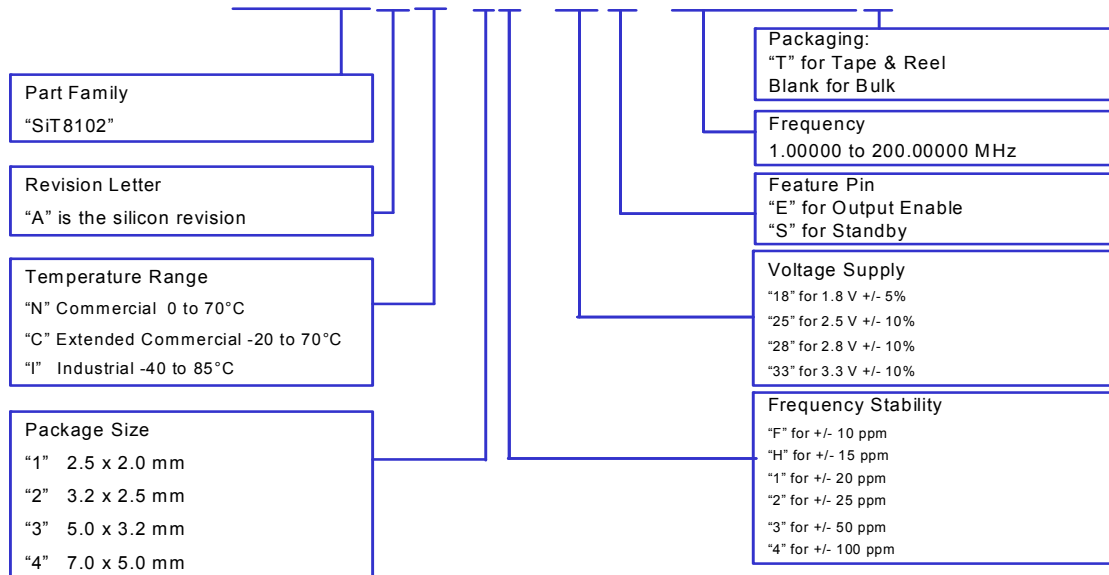 Part Family
“SiT8102”
Revision Letter
“A” is the silicon revision
Temperature Range
“N” Commercial 0 to 70°C
“C” Extended Commercial -20 to 70°C
“I” Industrial -40 to 85°C
Package Size
“1” 2.5 x 2.0 mm
“2” 3.2 x 2.5 mm
“3” 5.0 x 3.2 mm
“4” 7.0 x 5.0 mm
Packaging:
“T” for Tape & Reel
Blank for Bulk
Frequency
1.00000 to 200.00000 MHz
Feature Pin
“E” for Output Enable
“S” for Standby
Voltage Supply
“18” for 1.8 V +/- 5%
“25” for 2.5 V +/- 10%
“28” for 2.8 V +/- 10%
“33” for 3.3 V +/- 10%
Frequency Stability
“F” for +/- 10 ppm
“H” for +/- 15 ppm
“1” for +/- 20 ppm
“2” for +/- 25 ppm
“3” for +/- 50 ppm
“4” for +/- 100 ppm